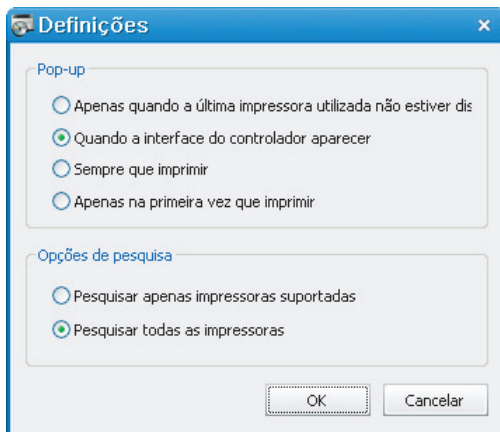 Definições
Pop-up
Apenas quando a última impressora utilizada não estiver dis
Quando a interface do controlador aparecer
Sempre que imprimir
Apenas na primeira vez que imprimir
Opções de pesquisa
Pesquisar apenas impressoras suportadas
Pesquisar todas as impressoras
OK Cancelar